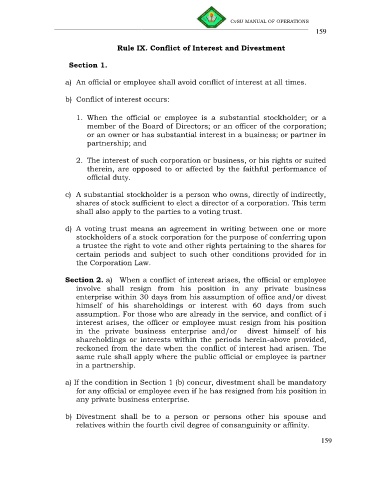 CvSU MANUAL OF OPERATIONS
159
Rule IX. Conflict of Interest and Divestment
Section 1.
a) An official or employee shall avoid conflict of interest at all times.
b) Conflict of interest occurs:
1. When the official or employee is a substantial stockholder; or a
member of the Board of Directors; or an officer of the corporation;
or an owner or has substantial interest in a business; or partner in
partnership; and
2. The interest of such corporation or business, or his rights or suited
therein, are opposed to or affected by the faithful performance of
official duty.
c) A substantial stockholder is a person who owns, directly of indirectly,
shares of stock sufficient to elect a director of a corporation. This term
shall also apply to the parties to a voting trust.
d) A voting trust means an agreement in writing between one or more
stockholders of a stock corporation for the purpose of conferring upon
a trustee the right to vote and other rights pertaining to the shares for
certain periods and subject to such other conditions provided for in
the Corporation Law.
Section 2. a) When a conflict of interest arises, the official or employee
involve shall resign from his position in any private business
enterprise within 30 days from his assumption of office and/or divest
himself of his shareholdings or interest with 60 days from such
assumption. For those who are already in the service, and conflict of i
interest arises, the officer or employee must resign from his position
in the private business enterprise and/or divest himself of his
shareholdings or interests within the periods herein-above provided,
reckoned from the date when the conflict of interest had arisen. The
same rule shall apply where the public official or employee is partner
in a partnership.
a) If the condition in Section 1 (b) concur, divestment shall be mandatory
for any official or employee even if he has resigned from his position in
any private business enterprise.
b) Divestment shall be to a person or persons other his spouse and
relatives within the fourth civil degree of consanguinity or affinity.
159